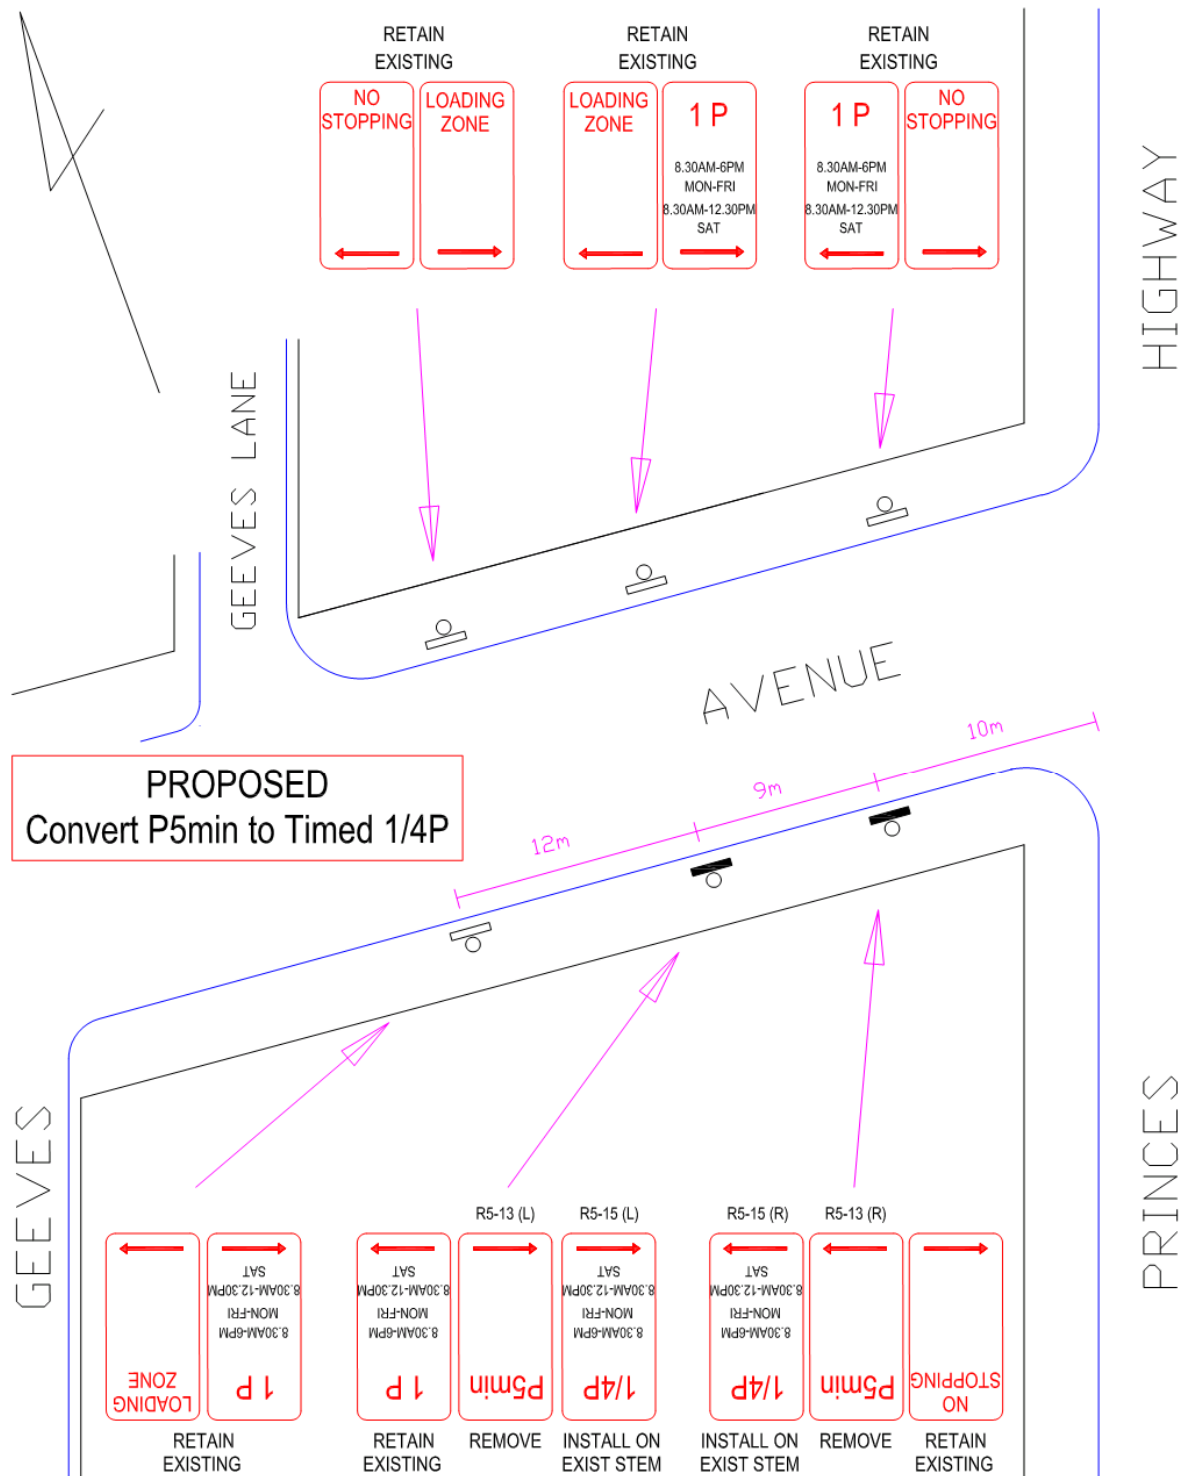 RETAIN
EXISTING
RETAIN
EXISTING
RETAIN
EXISTING
NO
STOPPING
LOADING
ZONE
LOADING
ZONE
1 P
8.30AM-6PM
MON-FRI
8.30AM-12.30PM
SAT
1 P
8.30AM-6PM
MON-FRI
8.30AM-12.30PM
SAT
NO
STOPPING
HIGHWAY
GEEVES LANE
AVENUE
10m
9m
12m
PROPOSED
Convert P5min to Timed 1/4P
GEEVES
PRINCES
R5-13 (L)
R5-15 (L)
R5-15 (R)
R5-13 (R)
LOADING
ZONE
1 P
8.30AM-6PM
MON-FRI
8.30AM-12.30PM
SAT
1 P
8.30AM-6PM
MON-FRI
8.30AM-12.30PM
SAT
P5min
1/4P
8.30AM-6PM
MON-FRI
8.30AM-12.30PM
SAT
1/4P
8.30AM-6PM
MON-FRI
8.30AM-12.30PM
SAT
P5min
NO
STOPPING
RETAIN
EXISTING
RETAIN
EXISTING
REMOVE
INSTALL ON
EXIST STEM
INSTALL ON
EXIST STEM
REMOVE
RETAIN
EXISTING